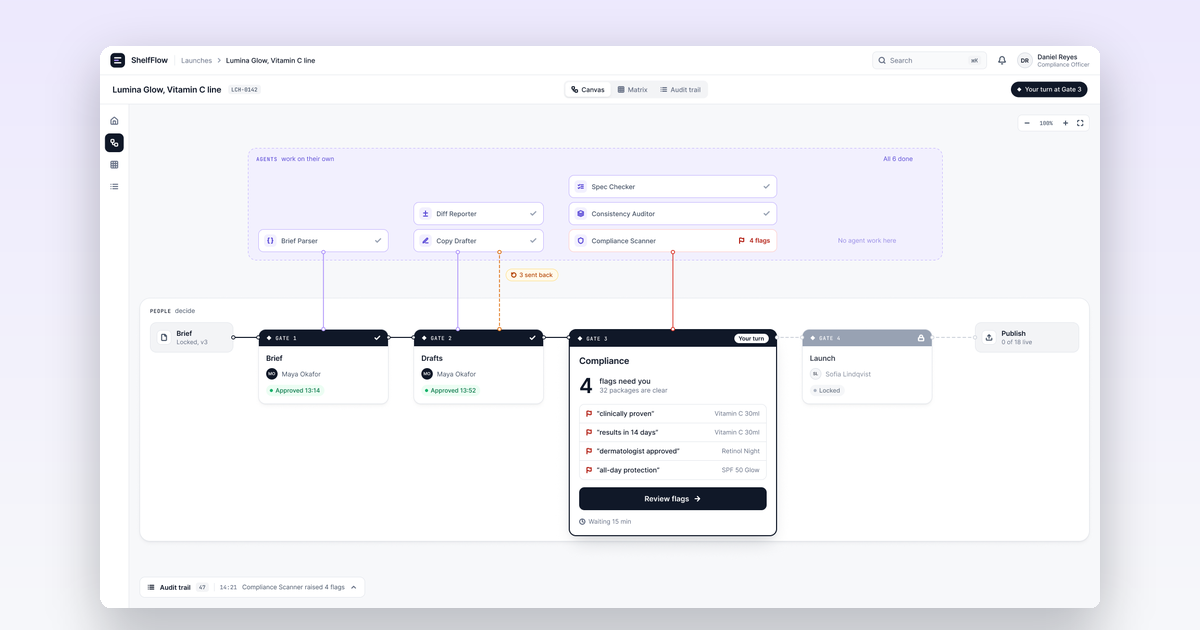 ShelfFlow
Launches
Lumina Glow, Vitamin C line
Search
⌘K
DR
Daniel Reyes
Compliance Officer
Lumina Glow, Vitamin C line
LCH-0142
Canvas
Matrix
Audit trail
Your turn at Gate 3
100%
AGENTS work on their own
All 6 done
Spec Checker
Diff Reporter
Consistency Auditor
Brief Parser
Copy Drafter
Compliance Scanner
4 flags
No agent work here
3 sent back
PEOPLE decide
Brief
Locked, v3
GATE 1
Brief
MO
Maya Okafor
Approved 13:14
GATE 2
Drafts
MO
Maya Okafor
Approved 13:52
GATE 3
Your turn
Compliance
4
flags need you
32 packages are clear
"clinically proven"
Vitamin C 30ml
"results in 14 days"
Vitamin C 30ml
"dermatologist approved"
Retinol Night
"all-day protection"
SPF 50 Glow
Review flags
Waiting 15 min
GATE 4
Launch
SL
Sofia Lindqvist
Locked
Publish
0 of 18 live
Audit trail
47
14:21
Compliance Scanner raised 4 flags